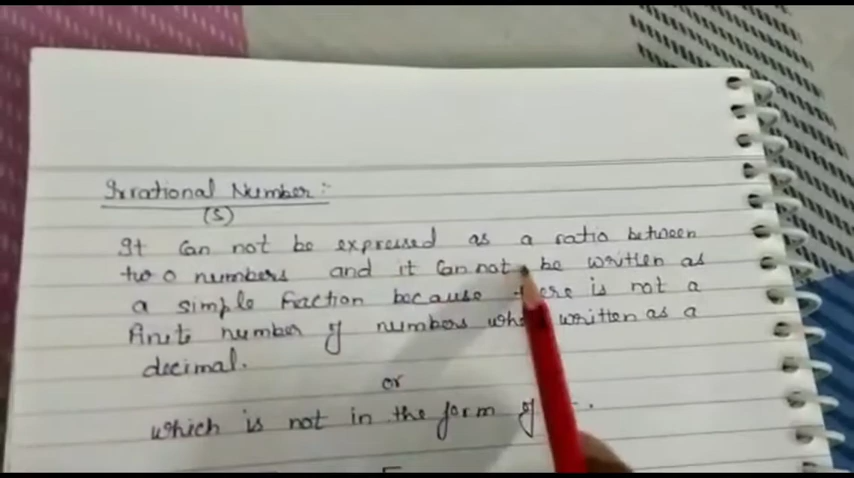 Irrational Number :-
(S)
It can not be expressed as a ratio between
two numbers and it can not be written as
a simple fraction because there is not a
finite number of numbers when written as a
decimal.
or
which is not in the form of